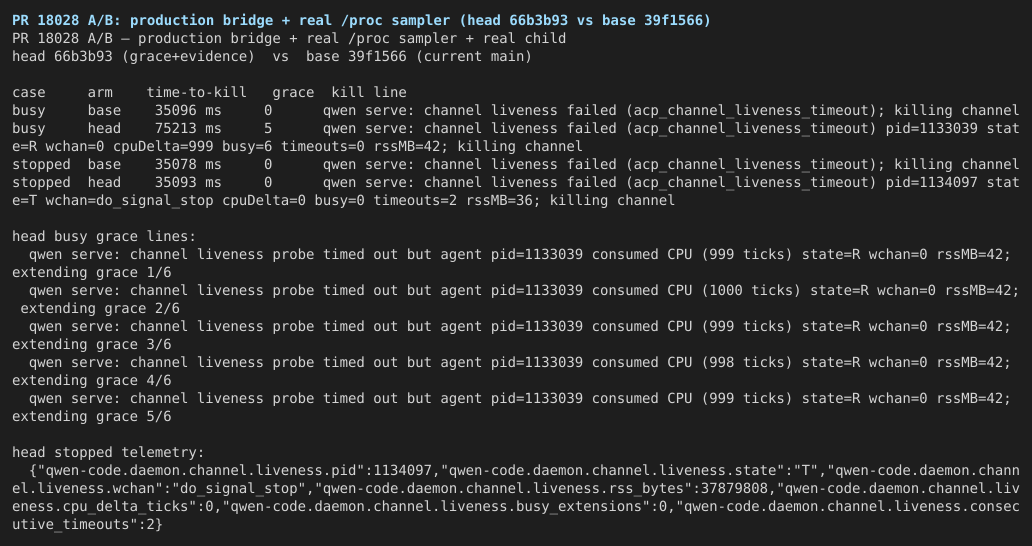 PR 18028 A/B: production bridge + real /proc sampler (head 66b3b93 vs base 39f1566)
PR 18028 A/B — production bridge + real /proc sampler + real child
head 66b3b93 (grace+evidence)  vs  base 39f1566 (current main)
case     arm    time-to-kill   grace  kill line
busy     base    35096 ms     0      qwen serve: channel liveness failed (acp_channel_liveness_timeout); killing channel
busy     head    75213 ms     5      qwen serve: channel liveness failed (acp_channel_liveness_timeout) pid=1133039 stat
e=R wchan=0 cpuDelta=999 busy=6 timeouts=0 rssMB=42; killing channel
stopped  base    35078 ms     0      qwen serve: channel liveness failed (acp_channel_liveness_timeout); killing channel
stopped  head    35093 ms     0      qwen serve: channel liveness failed (acp_channel_liveness_timeout) pid=1134097 stat
e=T wchan=do_signal_stop cpuDelta=0 busy=0 timeouts=2 rssMB=36; killing channel
head busy grace lines:
  qwen serve: channel liveness probe timed out but agent pid=1133039 consumed CPU (999 ticks) state=R wchan=0 rssMB=42;
extending grace 1/6
  qwen serve: channel liveness probe timed out but agent pid=1133039 consumed CPU (1000 ticks) state=R wchan=0 rssMB=42;
 extending grace 2/6
  qwen serve: channel liveness probe timed out but agent pid=1133039 consumed CPU (999 ticks) state=R wchan=0 rssMB=42;
extending grace 3/6
  qwen serve: channel liveness probe timed out but agent pid=1133039 consumed CPU (998 ticks) state=R wchan=0 rssMB=42;
extending grace 4/6
  qwen serve: channel liveness probe timed out but agent pid=1133039 consumed CPU (999 ticks) state=R wchan=0 rssMB=42;
extending grace 5/6
head stopped telemetry:
  {"qwen-code.daemon.channel.liveness.pid":1134097,"qwen-code.daemon.channel.liveness.state":"T","qwen-code.daemon.chann
el.liveness.wchan":"do_signal_stop","qwen-code.daemon.channel.liveness.rss_bytes":37879808,"qwen-code.daemon.channel.liv
eness.cpu_delta_ticks":0,"qwen-code.daemon.channel.liveness.busy_extensions":0,"qwen-code.daemon.channel.liveness.consec
utive_timeouts":2}